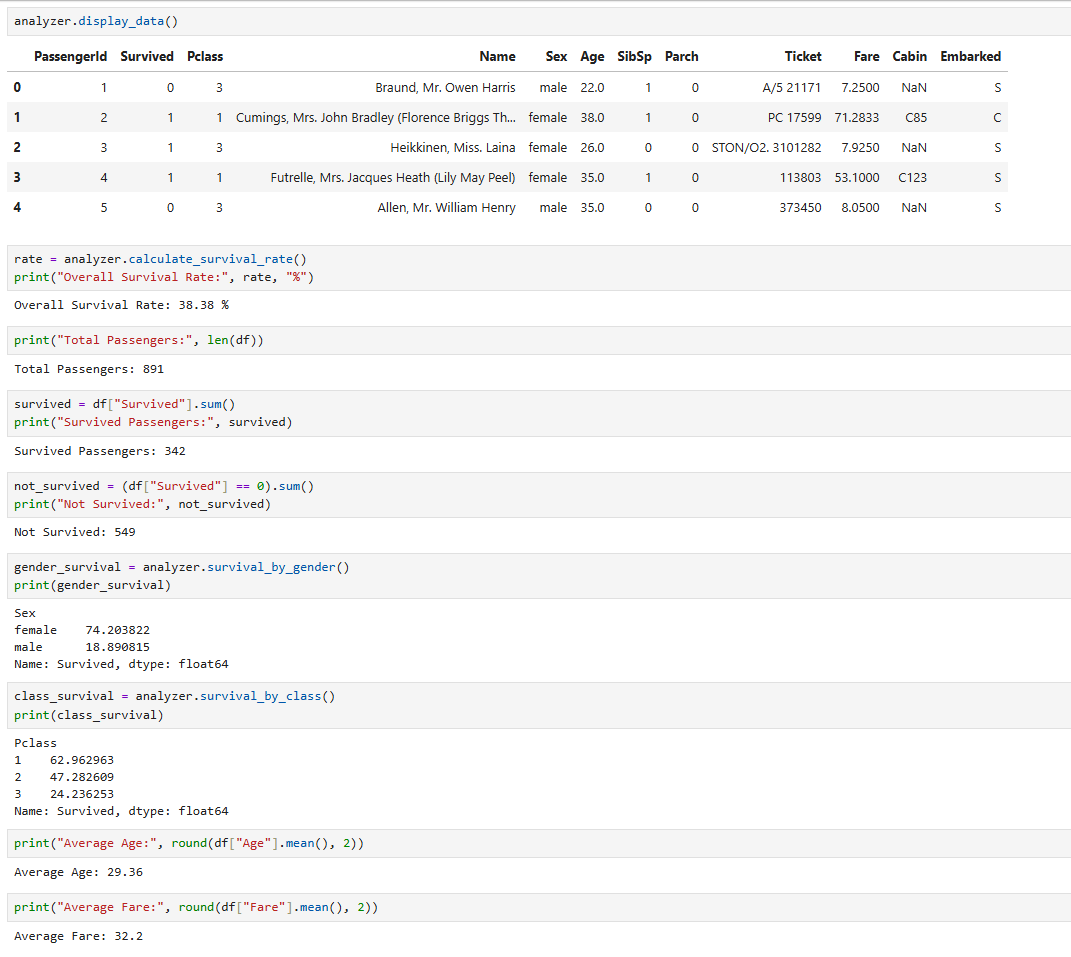 analyzer.display_data()
PassengerId Survived Pclass Name Sex Age SibSp Parch Ticket Fare Cabin Embarked
0 1 0 3 Braund, Mr. Owen Harris male 22.0 1 0 A/5 21171 7.2500 NaN S
1 2 1 1 Cumings, Mrs. John Bradley (Florence Briggs Th... female 38.0 1 0 PC 17599 71.2833 C85 C
2 3 1 3 Heikkinen, Miss. Laina female 26.0 0 0 STON/O2. 3101282 7.9250 NaN S
3 4 1 1 Futrelle, Mrs. Jacques Heath (Lily May Peel) female 35.0 1 0 113803 53.1000 C123 S
4 5 0 3 Allen, Mr. William Henry male 35.0 0 0 373450 8.0500 NaN S
rate = analyzer.calculate_survival_rate()
print("Overall Survival Rate:", rate, "%")
Overall Survival Rate: 38.38 %
print("Total Passengers:", len(df))
Total Passengers: 891
survived = df["Survived"].sum()
print("Survived Passengers:", survived)
Survived Passengers: 342
not_survived = (df["Survived"] == 0).sum()
print("Not Survived:", not_survived)
Not Survived: 549
gender_survival = analyzer.survival_by_gender()
print(gender_survival)
Sex
female    74.203822
male      18.890815
Name: Survived, dtype: float64
class_survival = analyzer.survival_by_class()
print(class_survival)
Pclass
1    62.962963
2    47.282609
3    24.236253
Name: Survived, dtype: float64
print("Average Age:", round(df["Age"].mean(), 2))
Average Age: 29.36
print("Average Fare:", round(df["Fare"].mean(), 2))
Average Fare: 32.2